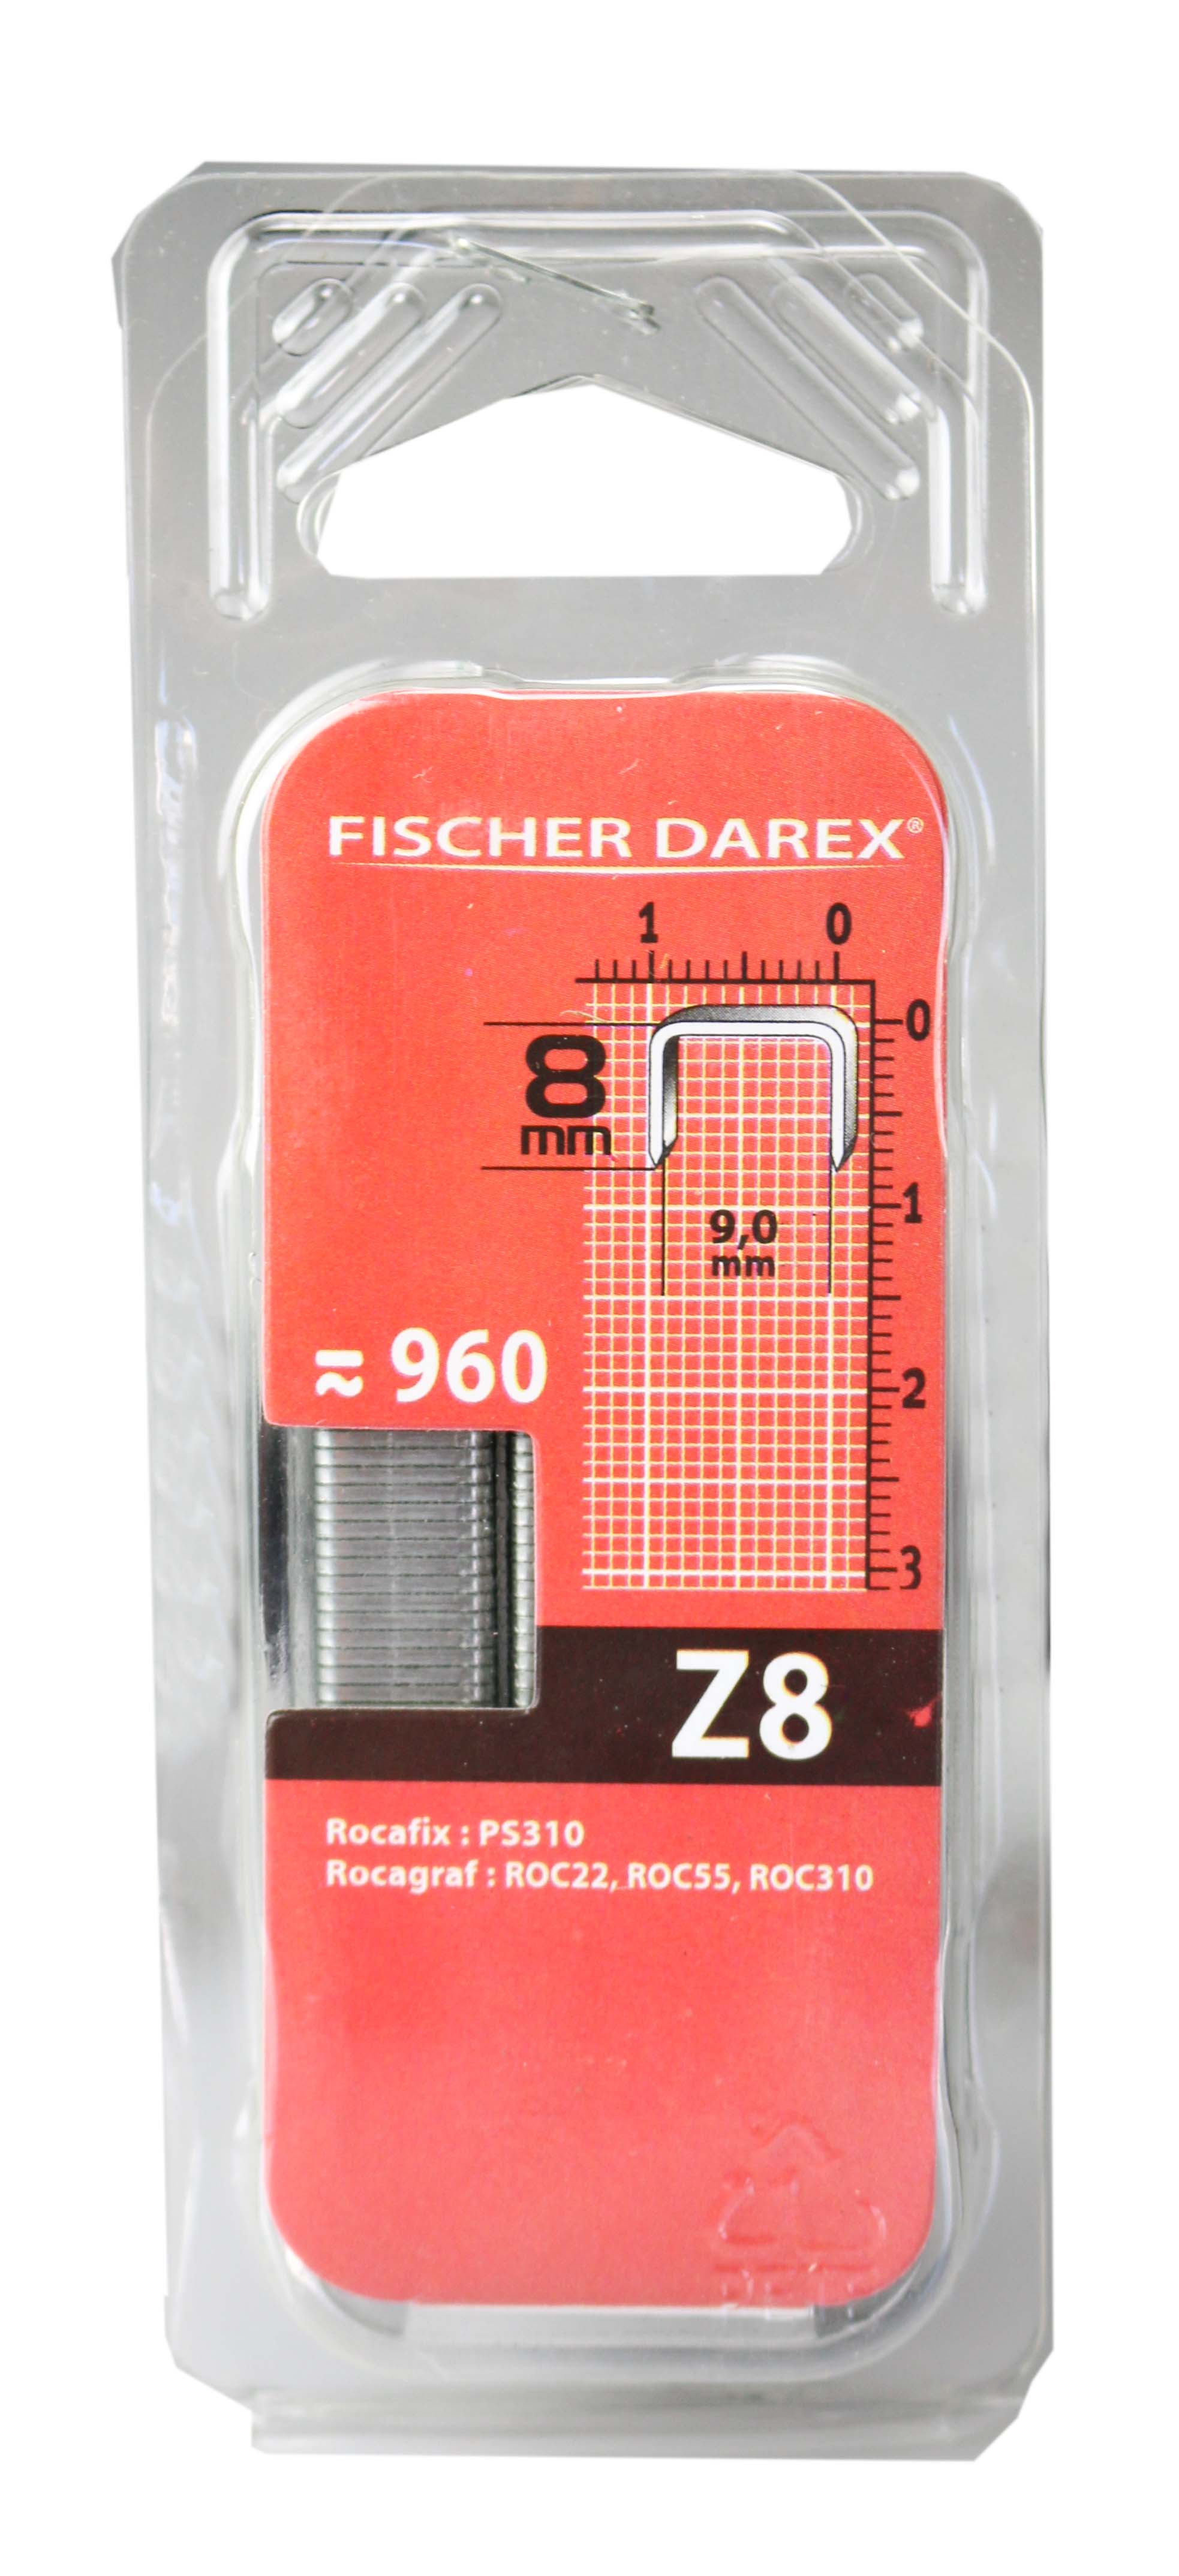 FISCHER DAREX®
1 0
0
8
mm
1
9,0
mm
≈ 960
2
3
Z8
Rocafix : PS310
Rocagraf : ROC22, ROC55, ROC310